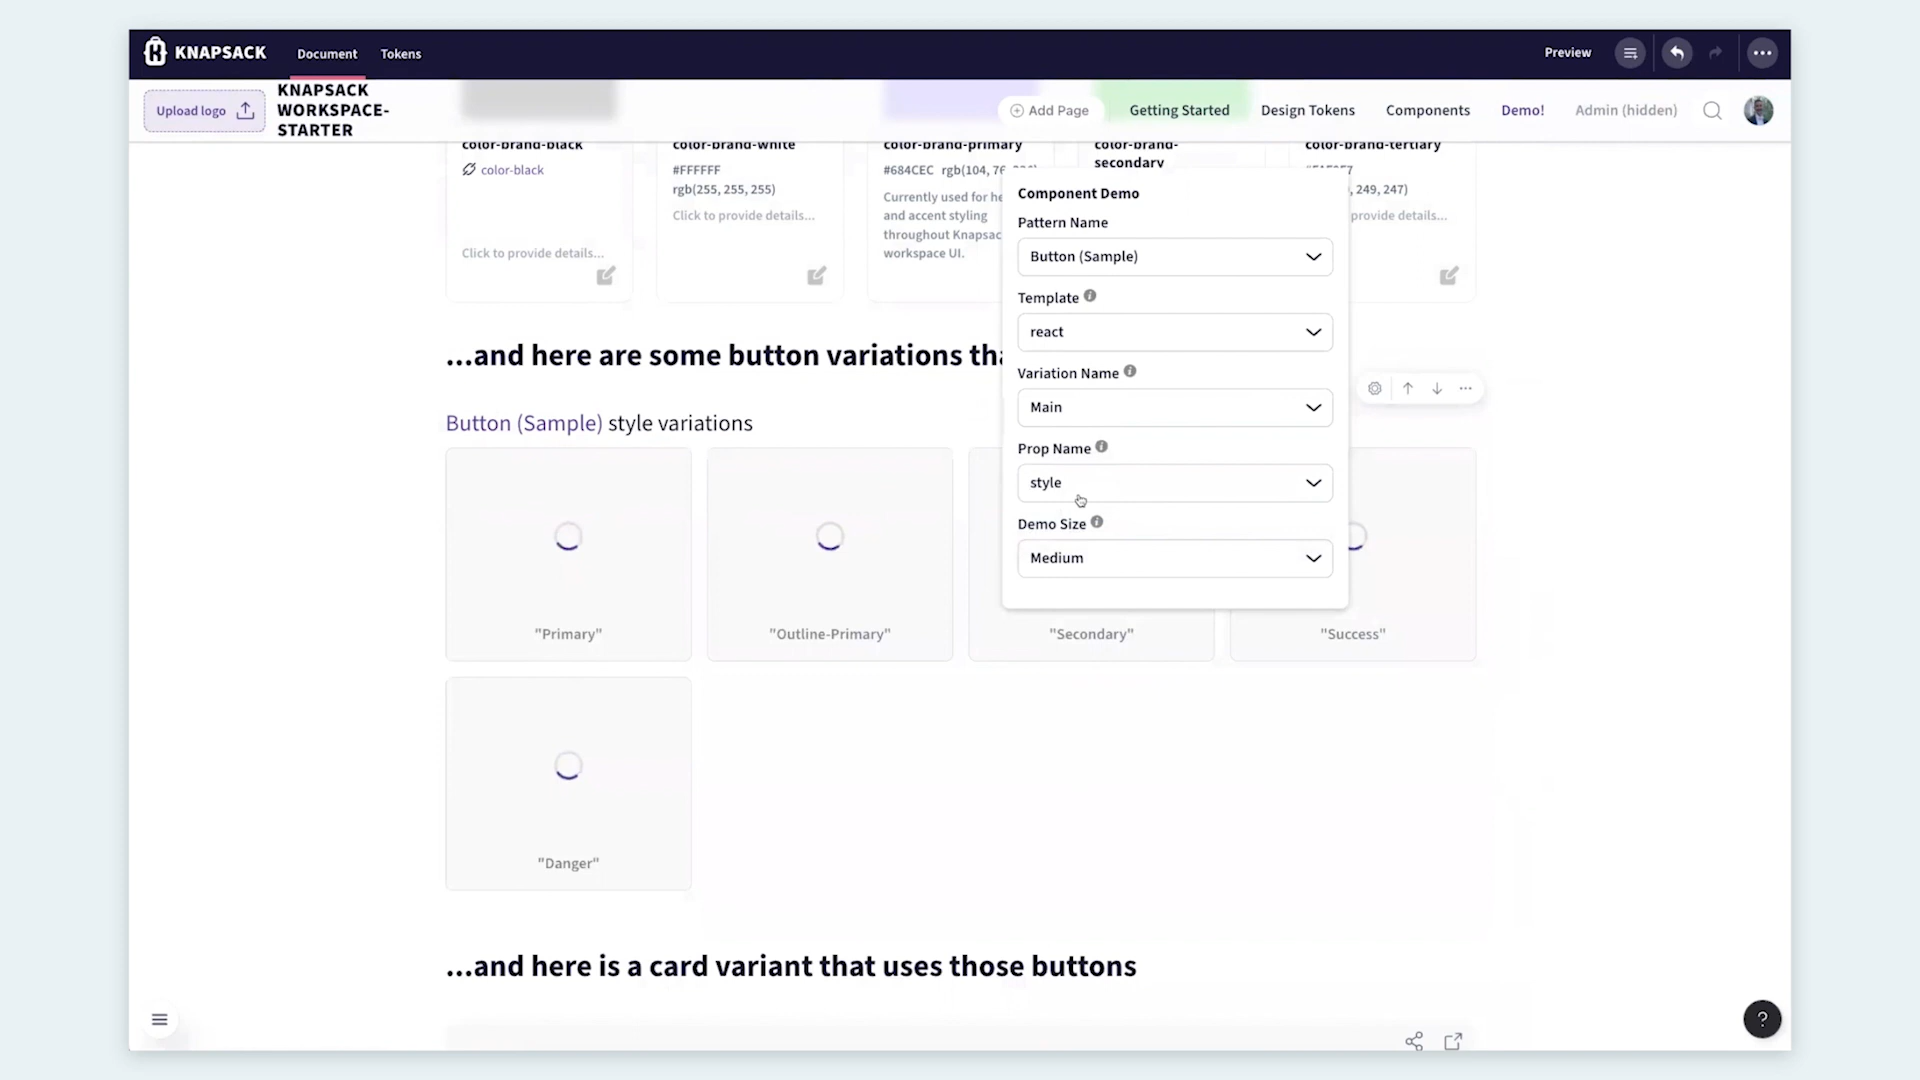 KNAPSACK
Document
Tokens
Preview
Upload logo
KNAPSACK
WORKSPACE-
STARTER
Add Page
Getting Started
Design Tokens
Components
Demo!
Admin (hidden)
color-brand-black
color-black
Click to provide details...
color-brand-white
#FFFFFF
rgb(255, 255, 255)
Click to provide details...
color-brand-primary
#684CEC rgb(104, 76,
Currently used for he
and accent styling
throughout Knapsac
workspace UI.
color-brand-
secondary
color-brand-tertiary
, 249, 247)
provide details...
Component Demo
Pattern Name
Button (Sample)
Template
react
Variation Name
Main
Prop Name
style
Demo Size
Medium
...and here are some button variations tha
Button (Sample) style variations
"Primary"
"Outline-Primary"
"Secondary"
"Success"
"Danger"
...and here is a card variant that uses those buttons
?